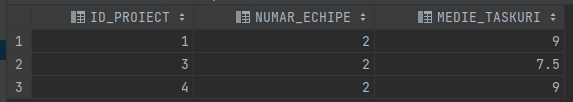 ID_PROIECT NUMAR_ECHIPE MEDIE_TASKURI
1 1 2 9
2 3 2 7.5
3 4 2 9